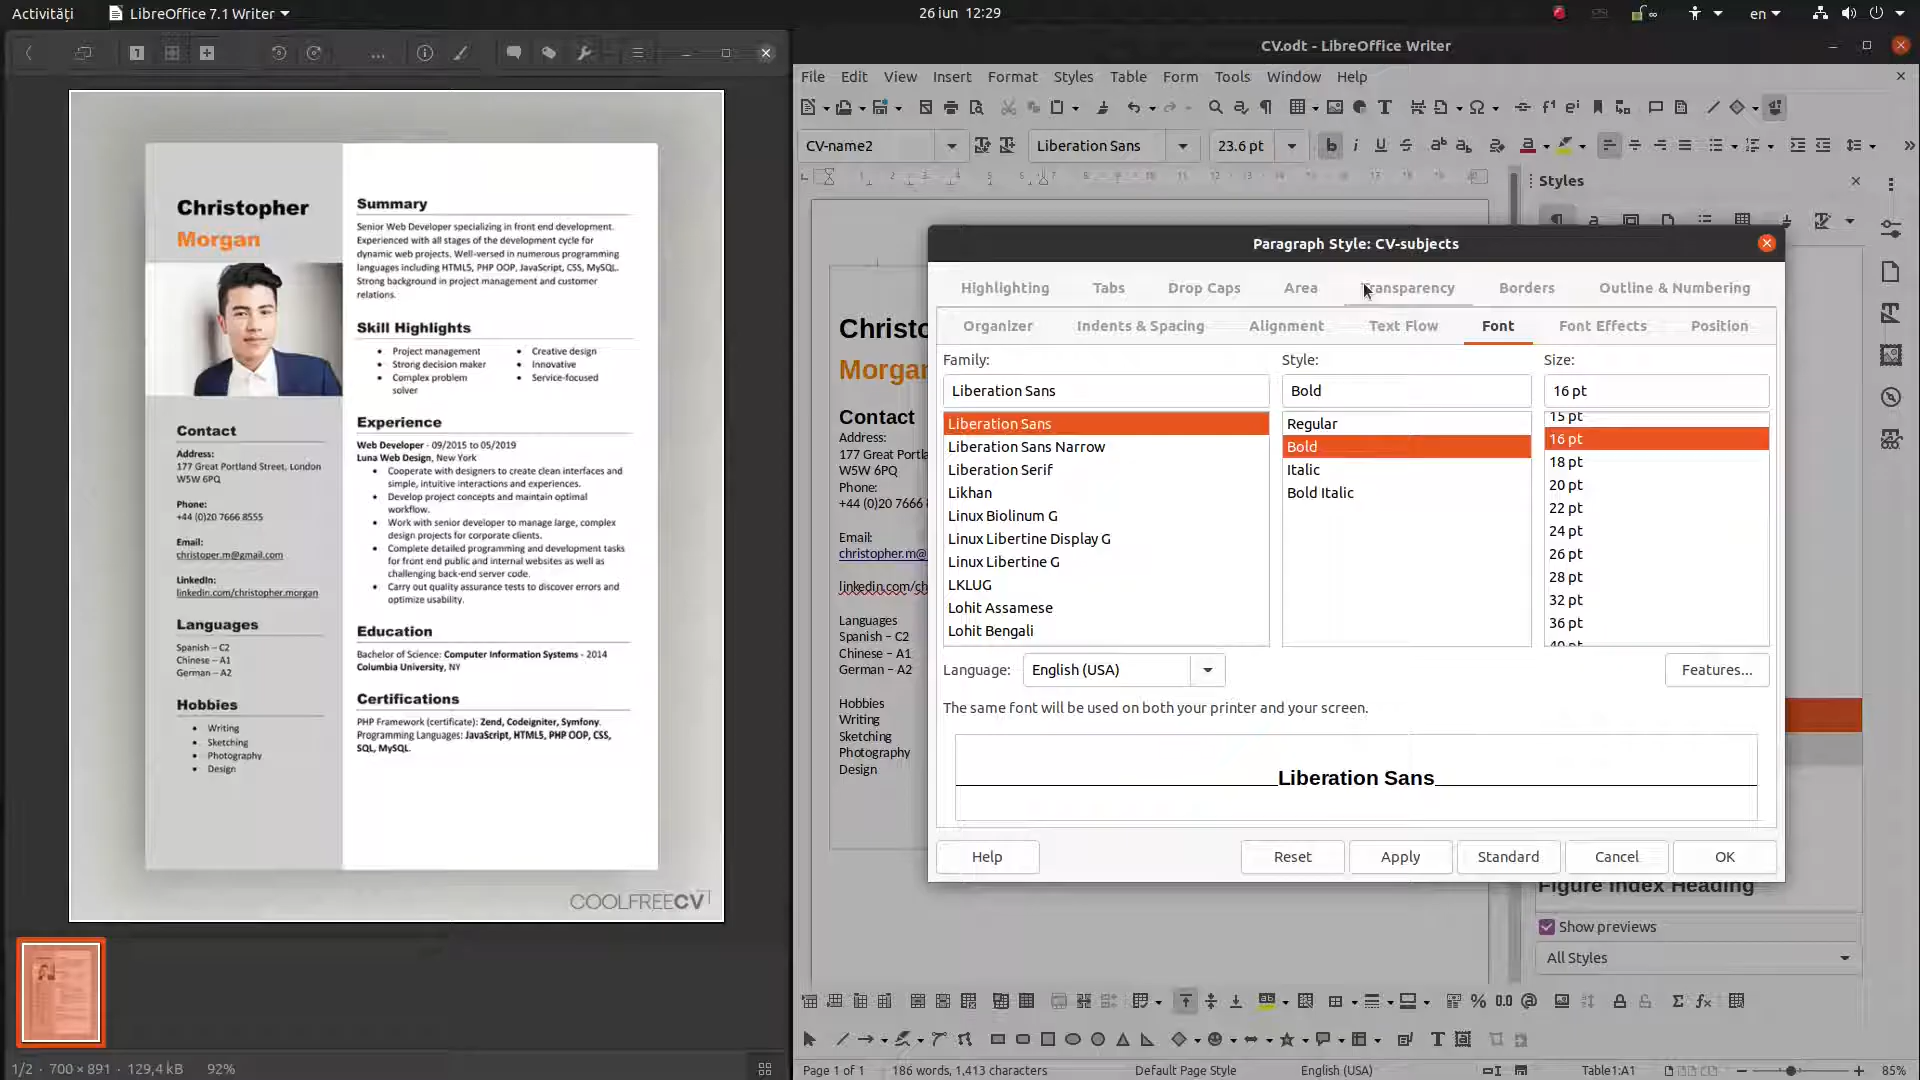 Activități
LibreOffice 7.1 Writer
26 iun 12:29
en
CV.odt - LibreOffice Writer
File Edit View Insert Format Styles Table Form Tools Window Help
CV-name2
Liberation Sans
23.6 pt
Styles
Christopher
Morgan
Contact
Address:
177 Great Portland Street, London
W5W 6PQ
Phone:
+44 (0)20 7666 8555
Email:
christoper.m@gmail.com
LinkedIn:
linkedin.com/christopher.morgan
Languages
Spanish – C2
Chinese – A1
German – A2
Hobbies
• Writing
• Sketching
• Photography
• Design
Summary
Senior Web Developer specializing in front end development.
Experienced with all stages of the development cycle for
dynamic web projects. Well-versed in numerous programming
languages including HTML5, PHP OOP, JavaScript, CSS, MySQL.
Strong background in project management and customer
relations.
Skill Highlights
• Project management
• Strong decision maker
• Complex problem
solver
• Creative design
• Innovative
• Service-focused
Experience
Web Developer - 09/2015 to 05/2019
Luna Web Design, New York
• Cooperate with designers to create clean interfaces and
simple, intuitive interactions and experiences.
• Develop project concepts and maintain optimal
workflow.
• Work with senior developer to manage large, complex
design projects for corporate clients.
• Complete detailed programming and development tasks
for front end public and internal websites as well as
challenging back-end server code.
• Carry out quality assurance tests to discover errors and
optimize usability.
Education
Bachelor of Science: Computer Information Systems - 2014
Columbia University, NY
Certifications
PHP Framework (certificate): Zend, Codeigniter, Symfony.
Programming Languages: JavaScript, HTML5, PHP OOP, CSS,
SQL, MySQL.
COOLFREECV
1/2 · 700 × 891 · 129,4 kB 92%
Christo
Morgan
Contact
Address:
177 Great Portla
W5W 6PQ
Phone:
+44 (0)20 7666
Email:
christopher.m@
linkedin.com/ch
Languages
Spanish – C2
Chinese – A1
German – A2
Hobbies
Writing
Sketching
Photography
Design
Paragraph Style: CV-subjects
Highlighting Tabs Drop Caps Area Transparency Borders Outline & Numbering
Organizer Indents & Spacing Alignment Text Flow Font Font Effects Position
Family: Style: Size:
Liberation Sans Bold 16 pt
Liberation Sans
Liberation Sans Narrow
Liberation Serif
Likhan
Linux Biolinum G
Linux Libertine Display G
Linux Libertine G
LKLUG
Lohit Assamese
Lohit Bengali
Regular
Bold
Italic
Bold Italic
15 pt
16 pt
18 pt
20 pt
22 pt
24 pt
26 pt
28 pt
32 pt
36 pt
40 pt
Language: English (USA)
Features...
The same font will be used on both your printer and your screen.
Liberation Sans
Help Reset Apply Standard Cancel OK
Figure Index Heading
Show previews
All Styles
Page 1 of 1
186 words, 1,413 characters
Default Page Style
English (USA)
Table1:A1
85%